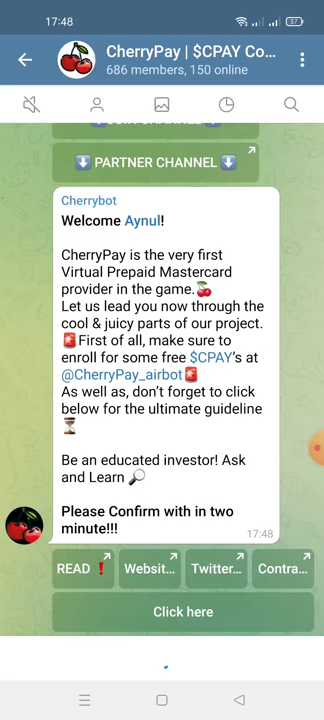 17:48
57
CherryPay | $CPAY Co...
686 members, 150 online
JOIN CHANNEL
PARTNER CHANNEL
Cherrybot
Welcome Aynul!
CherryPay is the very first
Virtual Prepaid Mastercard
provider in the game.🍒
Let us lead you now through the
cool & juicy parts of our project.
🚨First of all, make sure to
enroll for some free $CPAY's at
@CherryPay_airbot🚨
As well as, don't forget to click
below for the ultimate guideline
⏳
Be an educated investor! Ask
and Learn 🔎
Please Confirm with in two
minute!!!
17:48
READ ❗
Websit...
Twitter...
Contra...
Click here